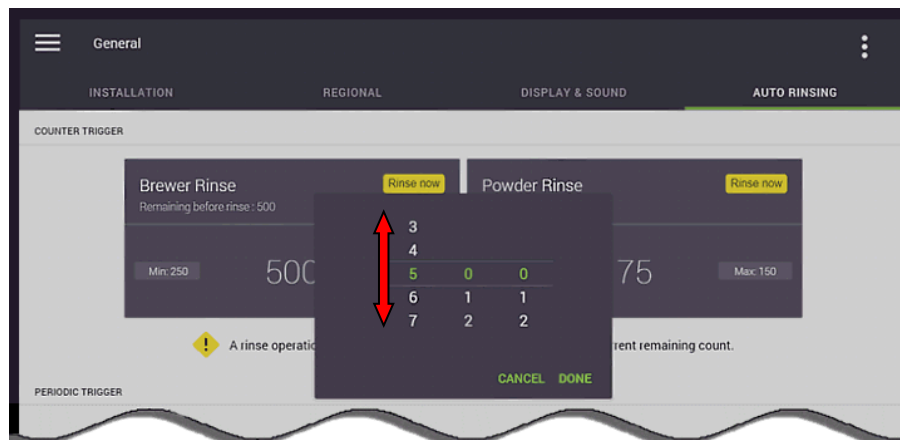 General
INSTALLATION REGIONAL DISPLAY & SOUND AUTO RINSING
COUNTER TRIGGER
Brewer Rinse Rinse now Powder Rinse Rinse now
Remaining before rinse : 500
3
4
Min: 250 500 5 0 0 75 Max: 150
6 1 1
7 2 2
A rinse operatio rent remaining count.
CANCEL DONE
PERIODIC TRIGGER